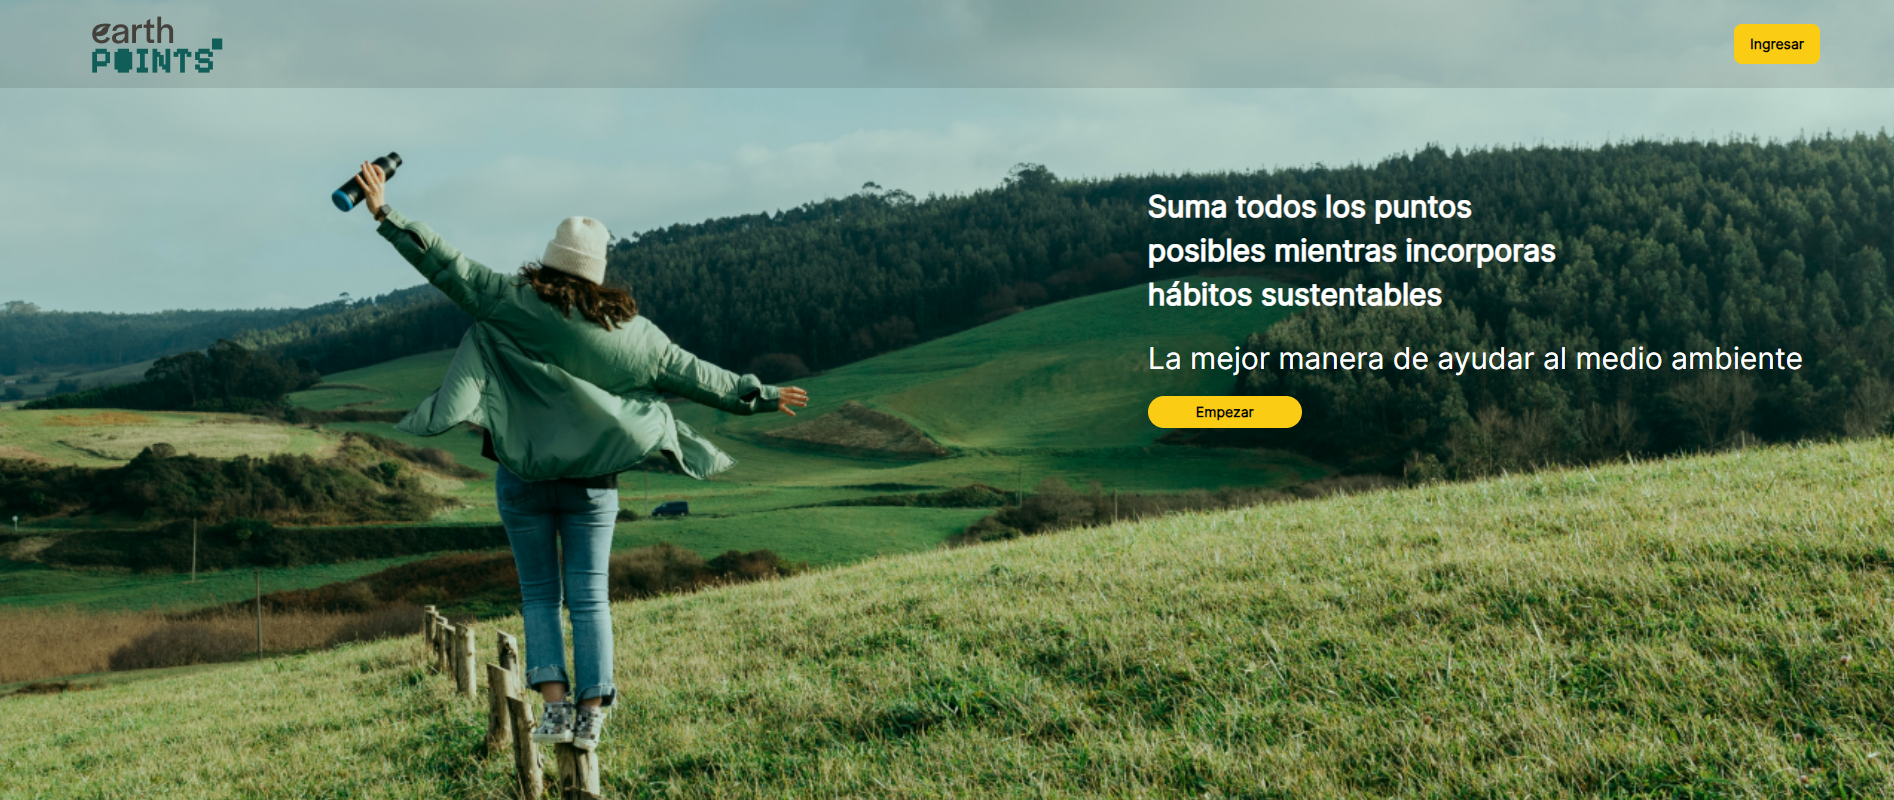 earth
POINTS
Ingresar
Suma todos los puntos
posibles mientras incorporas
hábitos sustentables
La mejor manera de ayudar al medio ambiente
Empezar